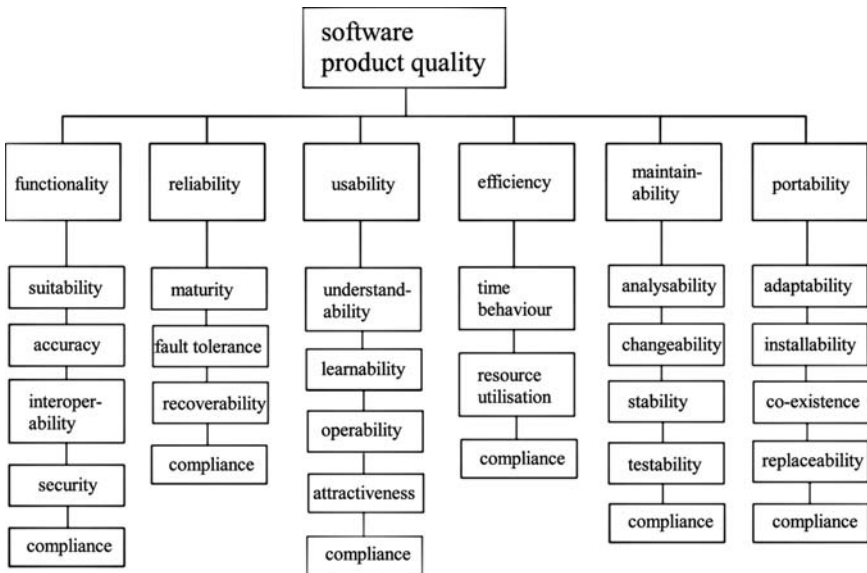 software
product quality
functionality
reliability
usability
efficiency
maintain-
ability
portability
suitability
accuracy
interoper-
ability
security
compliance
maturity
fault tolerance
recoverability
compliance
understand-
ability
learnability
operability
attractiveness
compliance
time
behaviour
resource
utilisation
compliance
analysability
changeability
stability
testability
compliance
adaptability
installability
co-existence
replaceability
compliance